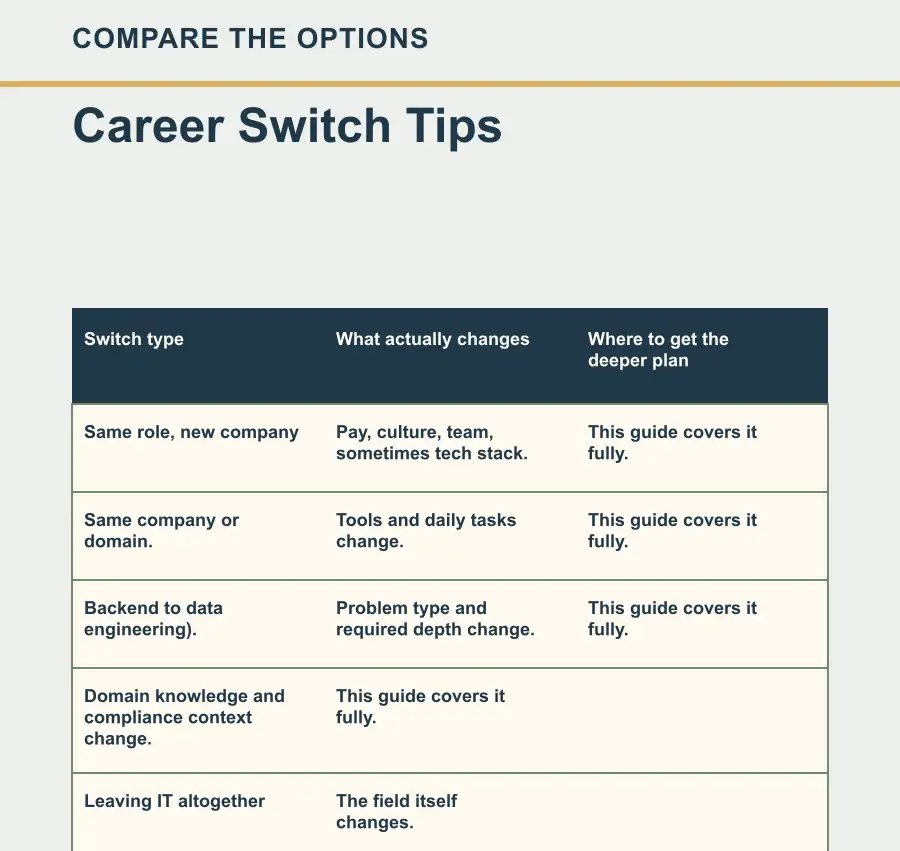 COMPARE THE OPTIONS
Career Switch Tips
Switch type
What actually changes
Where to get the
deeper plan
Same role, new company
Pay, culture, team,
sometimes tech stack.
This guide covers it
fully.
Same company or
domain.
Tools and daily tasks
change.
This guide covers it
fully.
Backend to data
engineering).
Problem type and
required depth change.
This guide covers it
fully.
Domain knowledge and
compliance context
change.
This guide covers it
fully.
Leaving IT altogether
The field itself
changes.